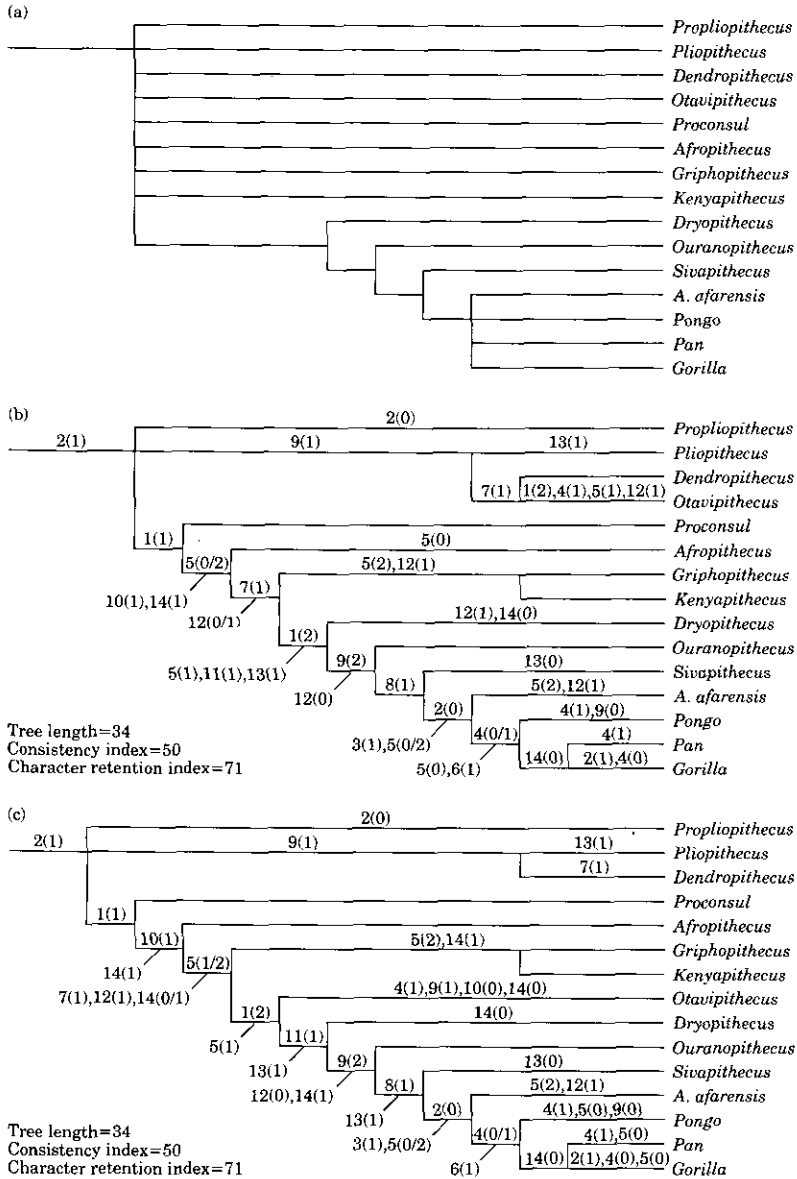 (a)
Propliopithecus
Pliopithecus
Dendropithecus
Otavipithecus
Proconsul
Afropithecus
Griphopithecus
Kenyapithecus
Dryopithecus
Ouranopithecus
Sivapithecus
A. afarensis
Pongo
Pan
Gorilla
(b)
2(0)
Propliopithecus
2(1) 9(1) 13(1)
Pliopithecus
Dendropithecus
7(1) 1(2),4(1),5(1),12(1)
Otavipithecus
Proconsul
1(1) 5(0)
5(0/2) Afropithecus
5(2),12(1)
10(1),14(1) 7(1) Griphopithecus
12(0/1) Kenyapithecus
12(1),14(0)
1(2) Dryopithecus
5(1),11(1),13(1) 9(2) Ouranopithecus
13(0)
12(0) 8(1) Sivapithecus
5(2),12(1)
2(0) A. afarensis
4(1),9(0)
3(1),5(0/2) 4(0/1) Pongo
4(1)
Pan
5(0),6(1) 14(0) 2(1),4(0)
Gorilla
Tree length=34
Consistency index=50
Character retention index=71
(c)
2(0)
Propliopithecus
2(1) 9(1) 13(1)
Pliopithecus
7(1)
Dendropithecus
Proconsul
1(1)
10(1) Afropithecus
5(2),14(1)
14(1) 5(1/2) Griphopithecus
7(1),12(1),14(0/1) Kenyapithecus
4(1),9(1),10(0),14(0)
1(2) Otavipithecus
14(0)
5(1) 11(1) Dryopithecus
13(1) 9(2) Ouranopithecus
13(0)
12(0),14(1) 8(1) Sivapithecus
5(2),12(1)
13(1) 2(0) A. afarensis
4(1),5(0),9(0)
3(1),5(0/2) 4(0/1) Pongo
4(1),5(0)
Pan
6(1) 14(0) 2(1),4(0),5(0)
Gorilla
Tree length=34
Consistency index=50
Character retention index=71